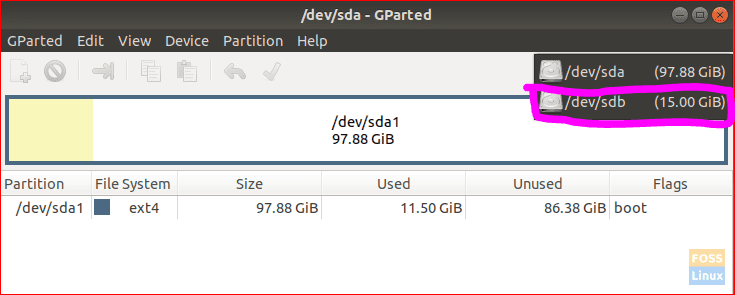 /dev/sda - GParted
GParted Edit View Device Partition Help
/dev/sda (97.88 GiB)
/dev/sdb (15.00 GiB)
/dev/sda1
97.88 GiB
Partition File System Size Used Unused Flags
/dev/sda1 ext4 97.88 GiB 11.50 GiB 86.38 GiB boot
FOSS
Linux